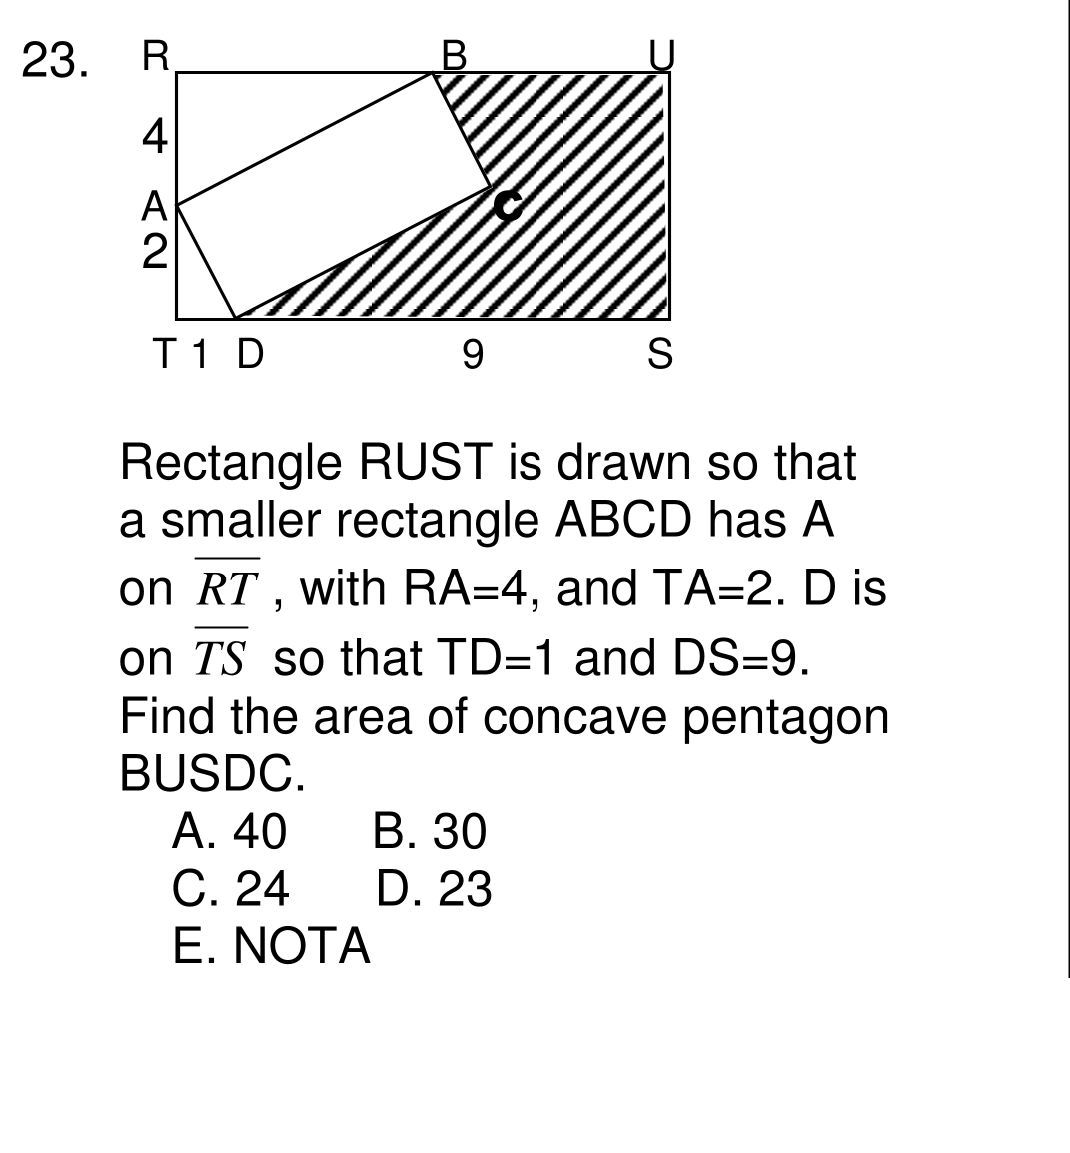 23.
R B U
4
A
C
2
T 1 D 9 S
Rectangle RUST is drawn so that
a smaller rectangle ABCD has A
on RT , with RA=4, and TA=2. D is
on TS so that TD=1 and DS=9.
Find the area of concave pentagon
BUSDC.
A. 40 B. 30
C. 24 D. 23
E. NOTA